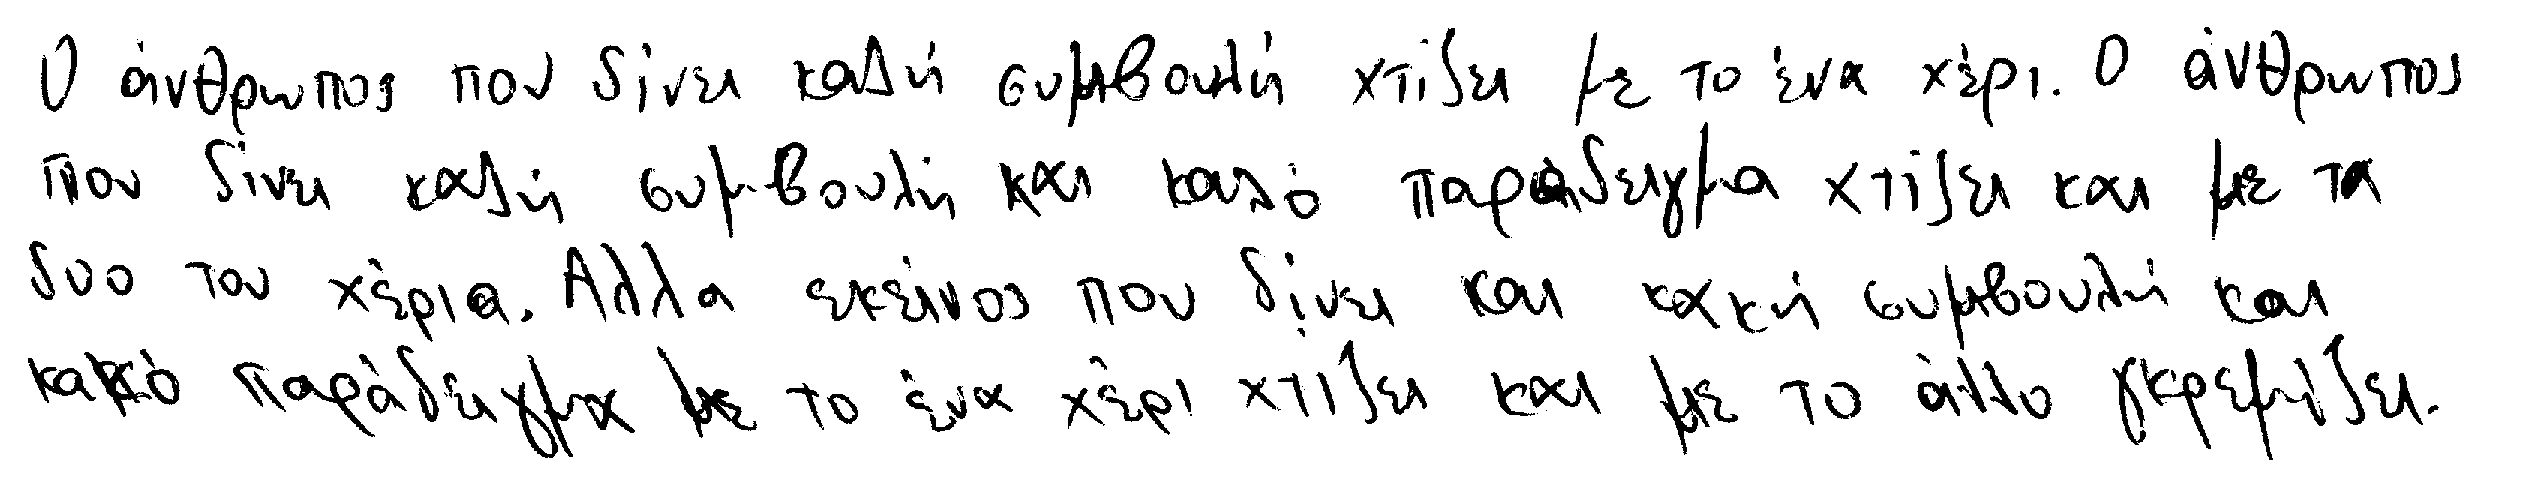 Ο άνθρωπος που δίνει καλή συμβουλή χτίζει με το ένα χέρι. Ο άνθρωπος
που δίνει καλή συμβουλή και καλό παράδειγμα χτίζει και με τα
δυο του χέρια. Αλλα εκείνος που δίνει και κακή συμβουλή και
κακό παράδειγμα με το ένα χέρι χτίζει και με το άλλο γκρεμίζει.